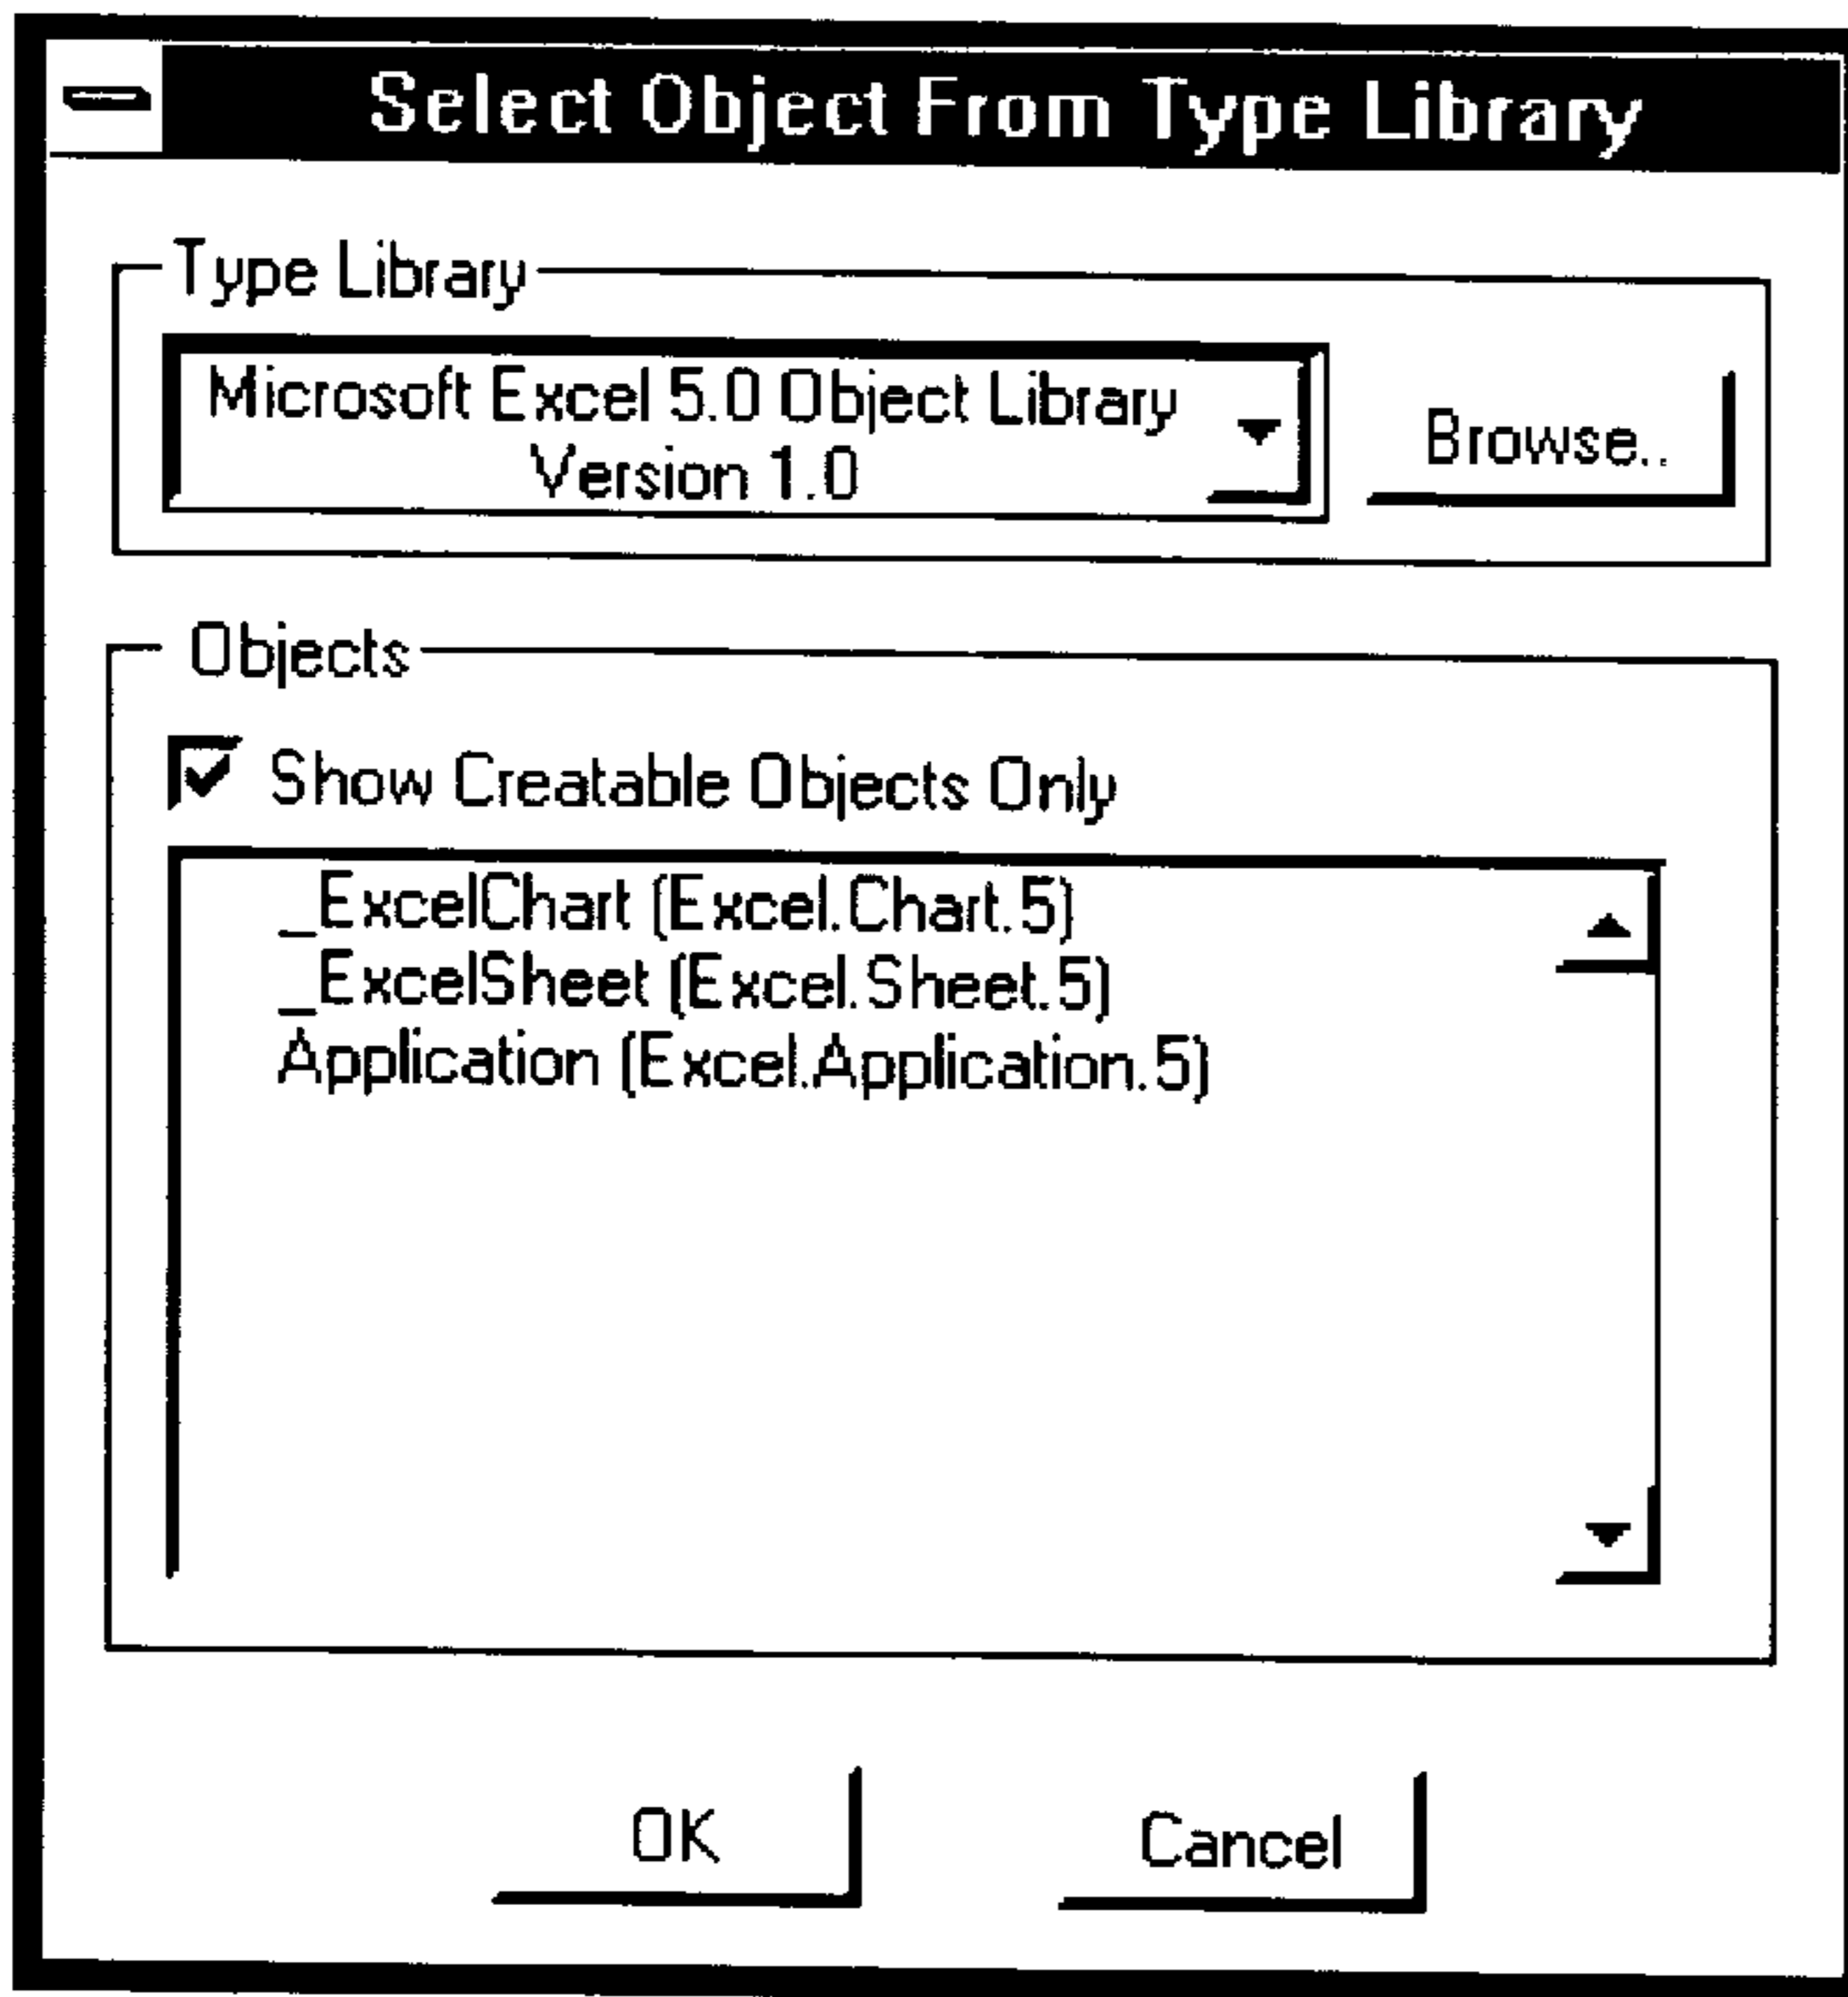 Select Object From Type Library
Type Library
Microsoft Excel 5.0 Object Library
Version 1.0
Browse..
Objects
Show Creatable Objects Only
_ExcelChart (Excel.Chart.5)
_ExcelSheet (Excel.Sheet.5)
Application (Excel.Application.5)
OK
Cancel